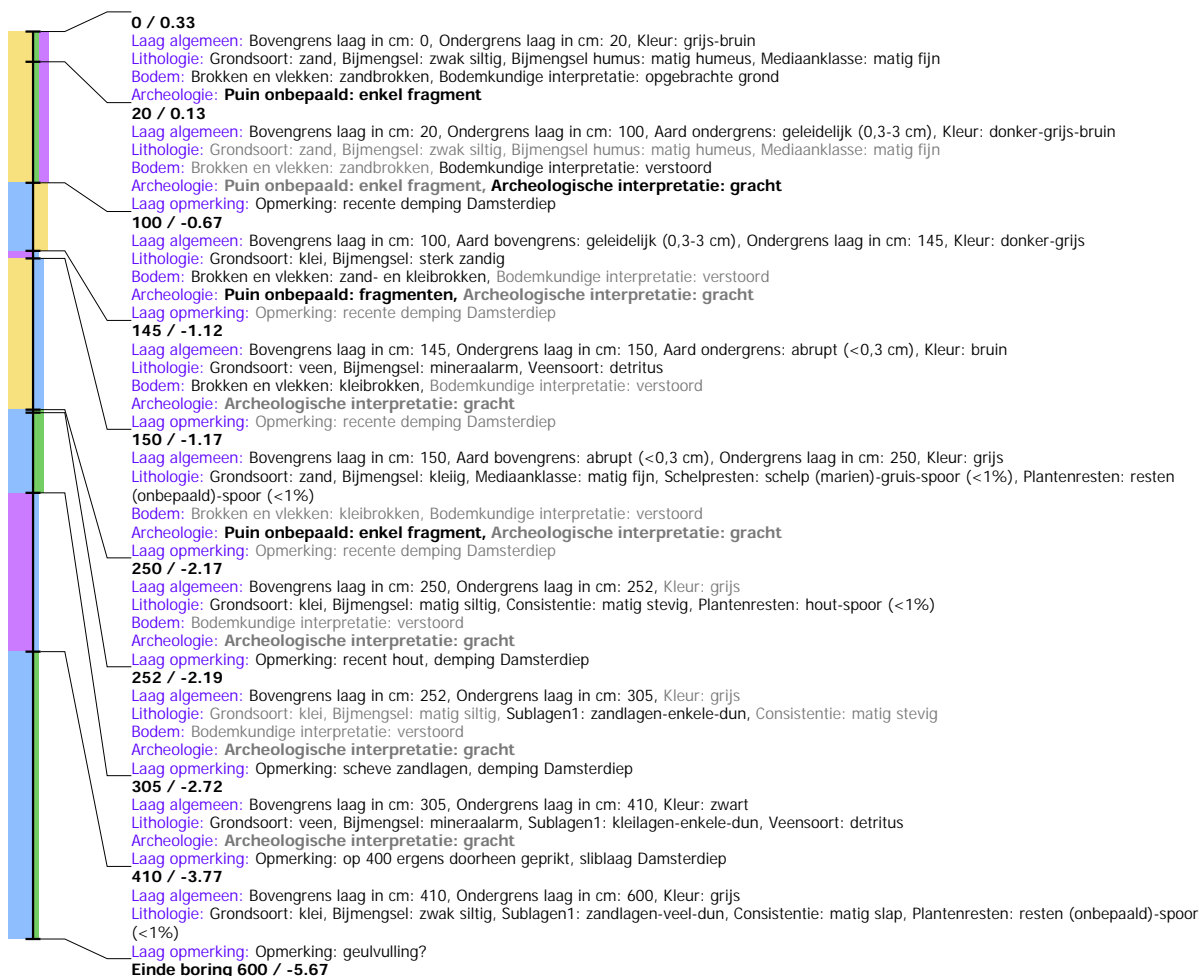 0 / 0.33
Laag algemeen: Bovengrens laag in cm: 0, Ondergrens laag in cm: 20, Kleur: grijs-bruin
Lithologie: Grondsoort: zand, Bijmengsel: zwak siltig, Bijmengsel humus: matig humeus, Mediaanklasse: matig fijn
Bodem: Brokken en vlekken: zandbrokken, Bodemkundige interpretatie: opgebrachte grond
Archeologie: Puin onbepaald: enkel fragment
20 / 0.13
Laag algemeen: Bovengrens laag in cm: 20, Ondergrens laag in cm: 100, Aard ondergrens: geleidelijk (0,3-3 cm), Kleur: donker-grijs-bruin
Lithologie: Grondsoort: zand, Bijmengsel: zwak siltig, Bijmengsel humus: matig humeus, Mediaanklasse: matig fijn
Bodem: Brokken en vlekken: zandbrokken, Bodemkundige interpretatie: verstoord
Archeologie: Puin onbepaald: enkel fragment, Archeologische interpretatie: gracht
Laag opmerking: Opmerking: recente demping Damsterdiep
100 / -0.67
Laag algemeen: Bovengrens laag in cm: 100, Aard bovengrens: geleidelijk (0,3-3 cm), Ondergrens laag in cm: 145, Kleur: donker-grijs
Lithologie: Grondsoort: klei, Bijmengsel: sterk zandig
Bodem: Brokken en vlekken: zand- en kleibrokken, Bodemkundige interpretatie: verstoord
Archeologie: Puin onbepaald: fragmenten, Archeologische interpretatie: gracht
Laag opmerking: Opmerking: recente demping Damsterdiep
145 / -1.12
Laag algemeen: Bovengrens laag in cm: 145, Ondergrens laag in cm: 150, Aard ondergrens: abrupt (<0,3 cm), Kleur: bruin
Lithologie: Grondsoort: veen, Bijmengsel: mineraalarm, Veensoort: detritus
Bodem: Brokken en vlekken: kleibrokken, Bodemkundige interpretatie: verstoord
Archeologie: Archeologische interpretatie: gracht
Laag opmerking: Opmerking: recente demping Damsterdiep
150 / -1.17
Laag algemeen: Bovengrens laag in cm: 150, Aard bovengrens: abrupt (<0,3 cm), Ondergrens laag in cm: 250, Kleur: grijs
Lithologie: Grondsoort: zand, Bijmengsel: kleiig, Mediaanklasse: matig fijn, Schelpresten: schelp (marien)-gruis-spoor (<1%), Plantenresten: resten
(onbepaald)-spoor (<1%)
Bodem: Brokken en vlekken: kleibrokken, Bodemkundige interpretatie: verstoord
Archeologie: Puin onbepaald: enkel fragment, Archeologische interpretatie: gracht
Laag opmerking: Opmerking: recente demping Damsterdiep
250 / -2.17
Laag algemeen: Bovengrens laag in cm: 250, Ondergrens laag in cm: 252, Kleur: grijs
Lithologie: Grondsoort: klei, Bijmengsel: matig siltig, Consistentie: matig stevig, Plantenresten: hout-spoor (<1%)
Bodem: Bodemkundige interpretatie: verstoord
Archeologie: Archeologische interpretatie: gracht
Laag opmerking: Opmerking: recent hout, demping Damsterdiep
252 / -2.19
Laag algemeen: Bovengrens laag in cm: 252, Ondergrens laag in cm: 305, Kleur: grijs
Lithologie: Grondsoort: klei, Bijmengsel: matig siltig, Sublagen1: zandlagen-enkele-dun, Consistentie: matig stevig
Bodem: Bodemkundige interpretatie: verstoord
Archeologie: Archeologische interpretatie: gracht
Laag opmerking: Opmerking: scheve zandlagen, demping Damsterdiep
305 / -2.72
Laag algemeen: Bovengrens laag in cm: 305, Ondergrens laag in cm: 410, Kleur: zwart
Lithologie: Grondsoort: veen, Bijmengsel: mineraalarm, Sublagen1: kleilagen-enkele-dun, Veensoort: detritus
Archeologie: Archeologische interpretatie: gracht
Laag opmerking: Opmerking: op 400 ergens doorheen geprikt, sliblaag Damsterdiep
410 / -3.77
Laag algemeen: Bovengrens laag in cm: 410, Ondergrens laag in cm: 600, Kleur: grijs
Lithologie: Grondsoort: klei, Bijmengsel: zwak siltig, Sublagen1: zandlagen-veel-dun, Consistentie: matig slap, Plantenresten: resten (onbepaald)-spoor
(<1%)
Laag opmerking: Opmerking: geulvulling?
Einde boring 600 / -5.67